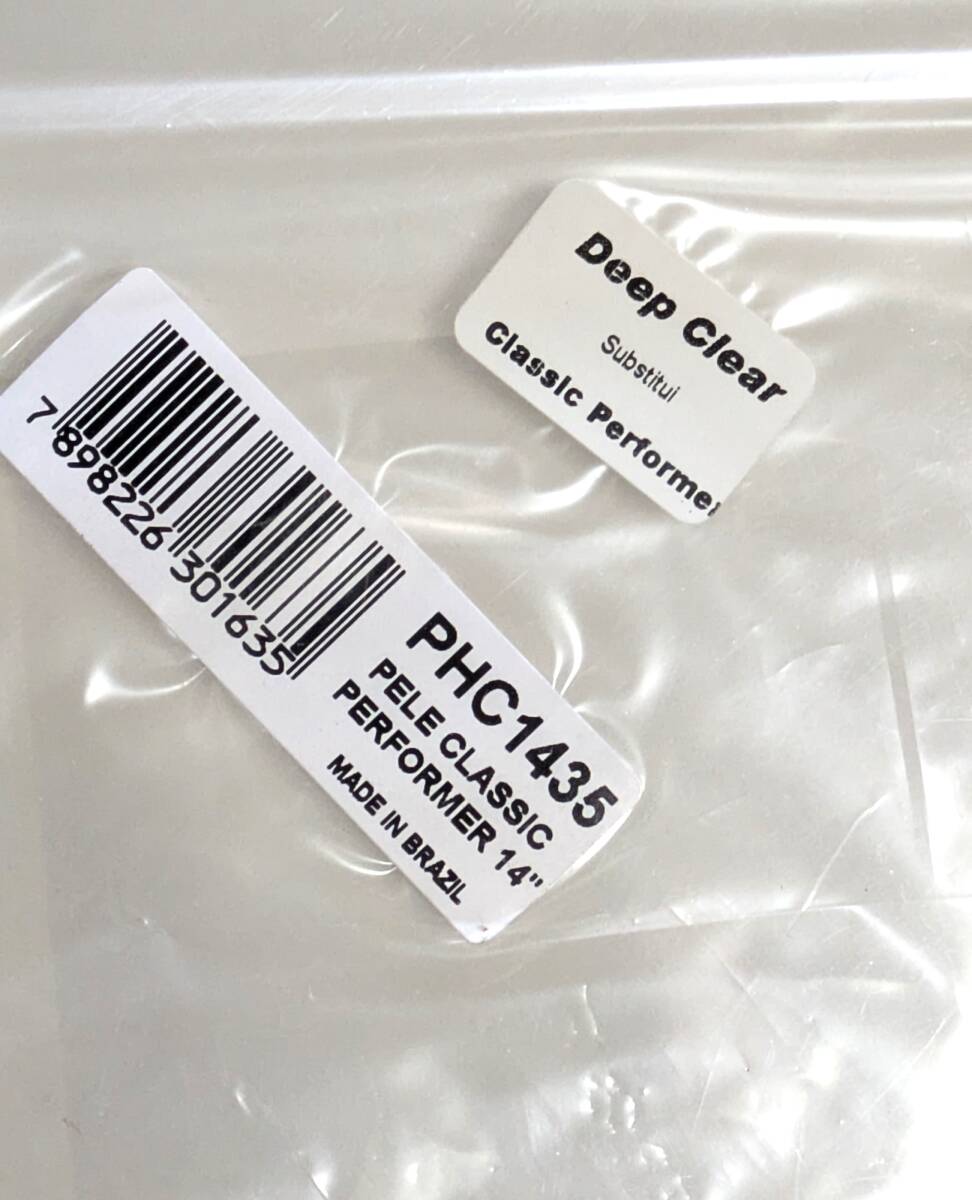 Deep Clear
Substitui
Classic Performer
7 898226 301635
PHC1435
PELE CLASSIC
PERFORMER 14"
MADE IN BRAZIL